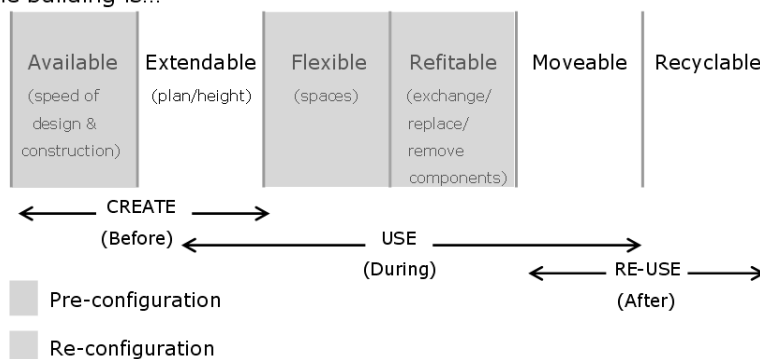 building is...
Available
(speed of
design &
construction)
Extendable
(plan/height)
Flexible
(spaces)
Refitable
(exchange/
replace/
remove
components)
Moveable
Recyclable
CREATE
(Before)
USE
(During)
RE-USE
(After)
Pre-configuration
Re-configuration